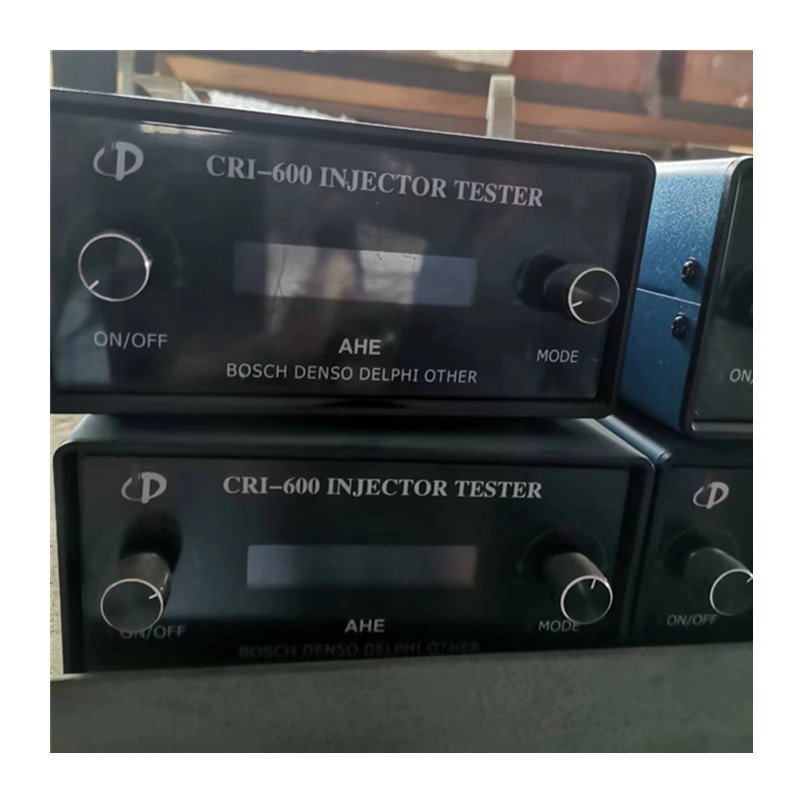 CRI-600 INJECTOR TESTER
ON/OFF
AHE
MODE
BOSCH DENSO DELPHI OTHER
ON/
CRI-600 INJECTOR TESTER
ON/OFF
AHE
MODE
BOSCH DENSO DELPHI OTHER
ON/OFF